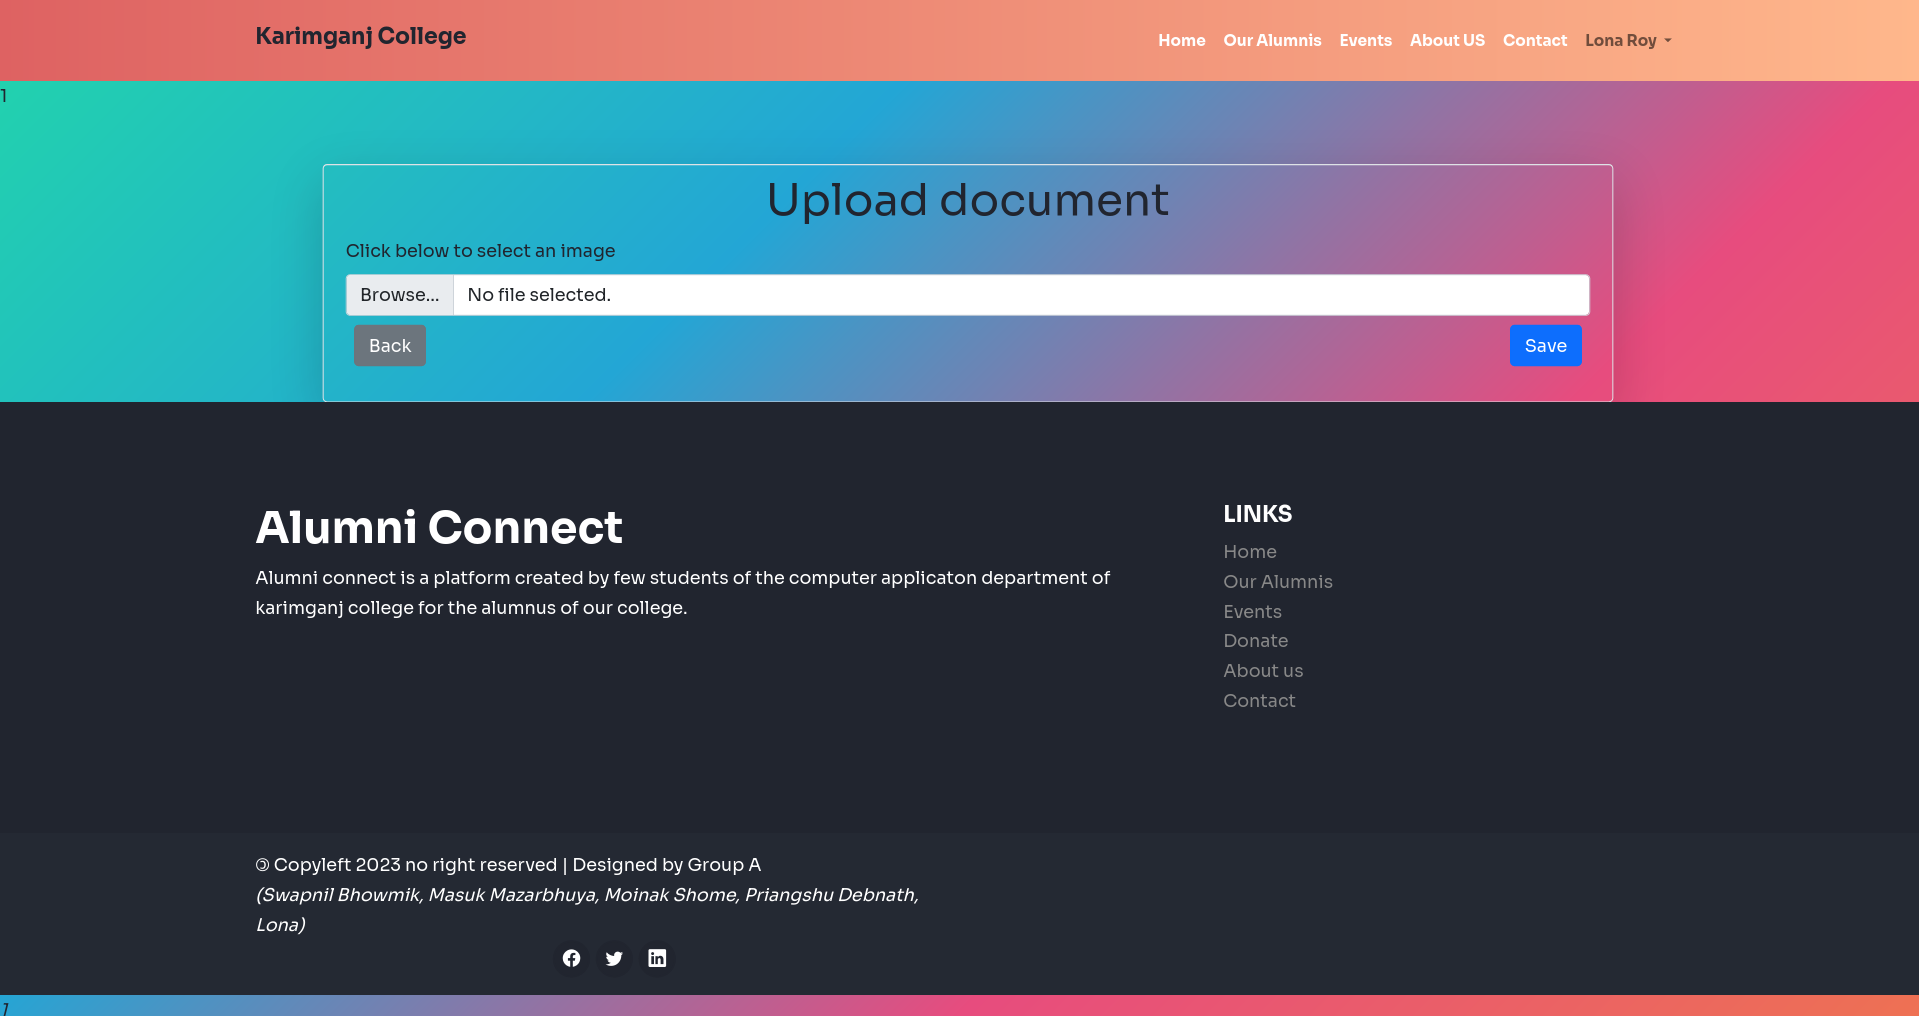 Karimganj College
Home Our Alumnis Events About US Contact Lona Roy
1
Upload document
Click below to select an image
Browse... No file selected.
Back Save
Alumni Connect
Alumni connect is a platform created by few students of the computer applicaton department of
karimganj college for the alumnus of our college.
LINKS
Home
Our Alumnis
Events
Donate
About us
Contact
🄯 Copyleft 2023 no right reserved | Designed by Group A
(Swapnil Bhowmik, Masuk Mazarbhuya, Moinak Shome, Priangshu Debnath,
Lona)
1